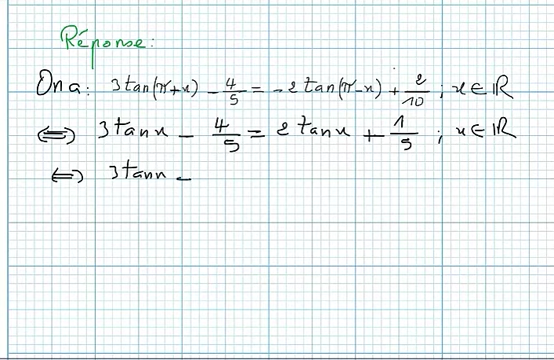 Réponse:
On a: 3tan(π+x) - 4/5 = -2tan(π-x) + 2/10 ; x∈ℝ
⟺ 3tanx - 4/5 = 2tanx + 1/5 ; x∈ℝ
⟺ 3tanx -